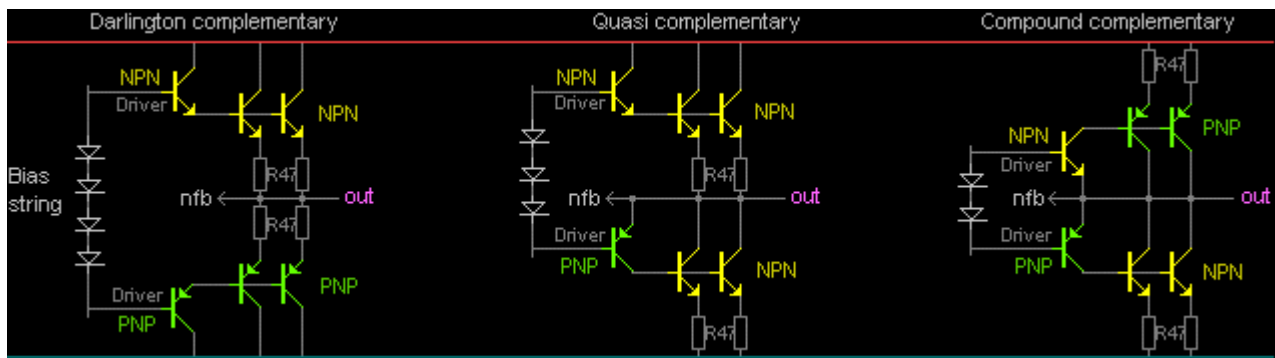 Darlington complementary
NPN
Driver
NPN
R47
Bias
string
nfb
out
R47
Driver
PNP
PNP
Quasi complementary
NPN
Driver
NPN
R47
nfb
out
Driver
PNP
NPN
R47
Compound complementary
R47
NPN
PNP
Driver
nfb
out
Driver
PNP
NPN
R47